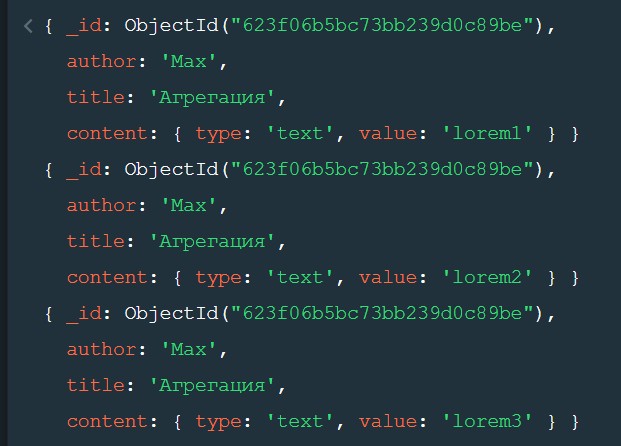 { _id: ObjectId("623f06b5bc73bb239d0c89be"),
author: 'Max',
title: 'Агрегация',
content: { type: 'text', value: 'lorem1' } }
{ _id: ObjectId("623f06b5bc73bb239d0c89be"),
author: 'Max',
title: 'Агрегация',
content: { type: 'text', value: 'lorem2' } }
{ _id: ObjectId("623f06b5bc73bb239d0c89be"),
author: 'Max',
title: 'Агрегация',
content: { type: 'text', value: 'lorem3' } }